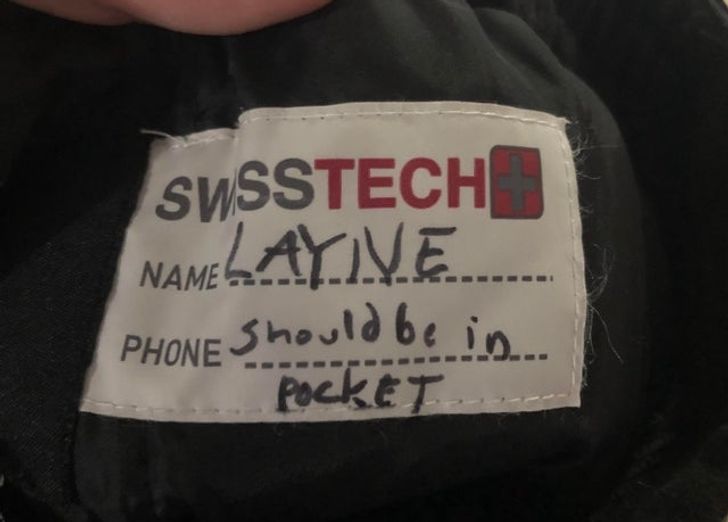 SWISSTECH
NAME LAYNE
PHONE should be in
POCKET